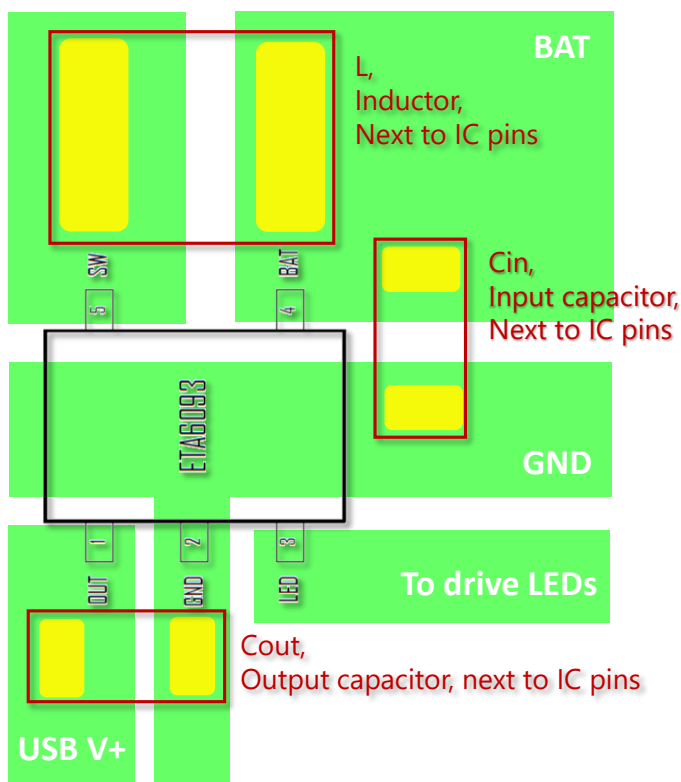 BAT
L,
Inductor,
Next to IC pins
SW
BAT
Cin,
Input capacitor,
Next to IC pins
5
4
ETA6093
GND
1
2
3
OUT
GND
LED
To drive LEDs
Cout,
Output capacitor, next to IC pins
USB V+